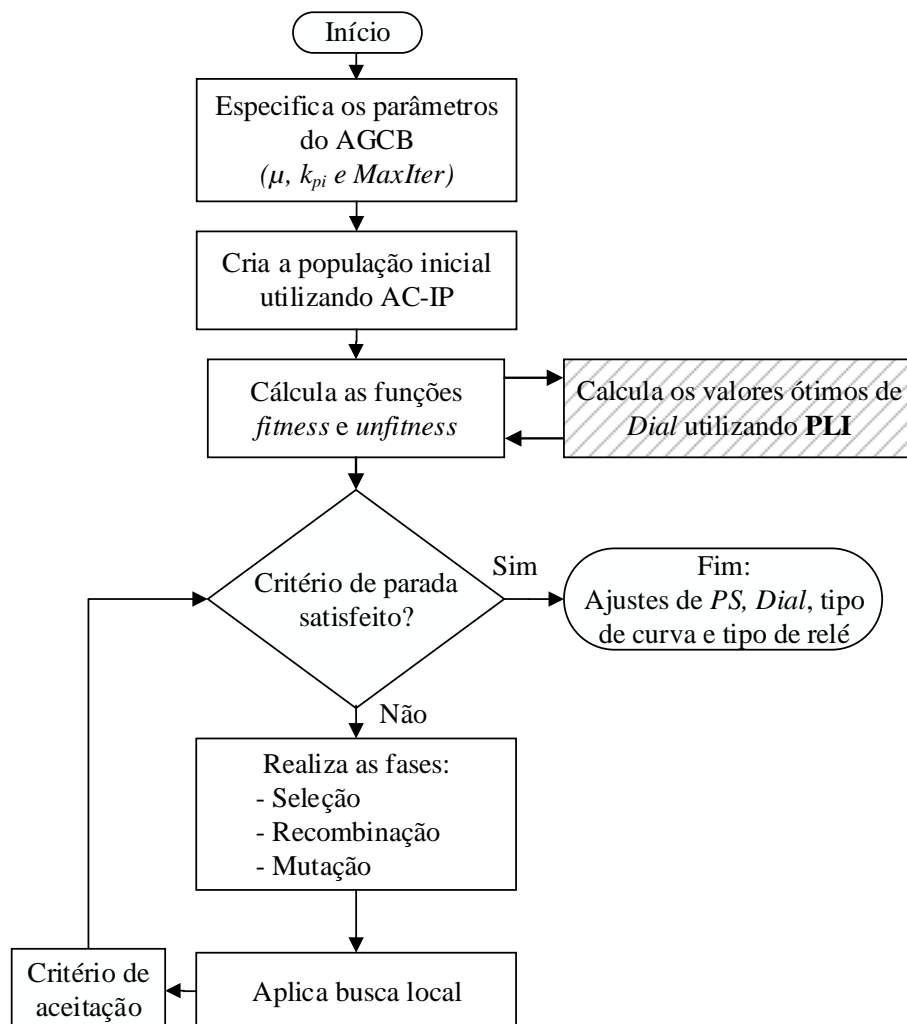 Início
Especifica os parâmetros
do AGCB
(μ, kpi e MaxIter)
Cria a população inicial
utilizando AC-IP
Cálcula as funções
fitness e unfitness
Calcula os valores ótimos de
Dial utilizando PLI
Critério de parada
satisfeito?
Sim
Fim:
Ajustes de PS, Dial, tipo
de curva e tipo de relé
Não
Realiza as fases:
- Seleção
- Recombinação
- Mutação
Critério de
aceitação
Aplica busca local